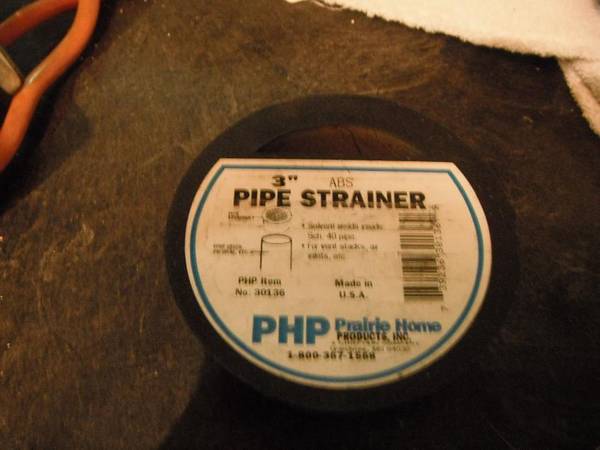 3" ABS
PIPE STRAINER
• Solvent welds inside
Sch. 40 pipe.
• For vent stacks, air
inlets, etc.
PHP Item
No. 30136
Made in
U.S.A.
PHP Prairie Home
PRODUCTS, INC.
1-800-367-1568